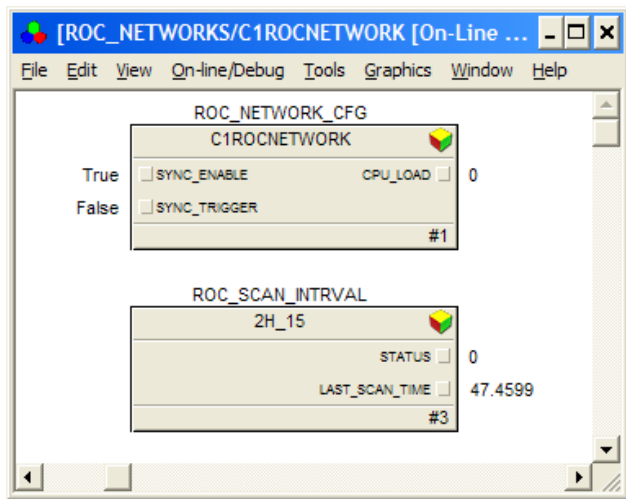 [ROC_NETWORKS/C1ROCNETWORK [On-Line ...
File Edit View On-line/Debug Tools Graphics Window Help
ROC_NETWORK_CFG
C1ROCNETWORK
True SYNC_ENABLE CPU_LOAD 0
False SYNC_TRIGGER
#1
ROC_SCAN_INTRVAL
2H_15
STATUS 0
LAST_SCAN_TIME 47.4599
#3